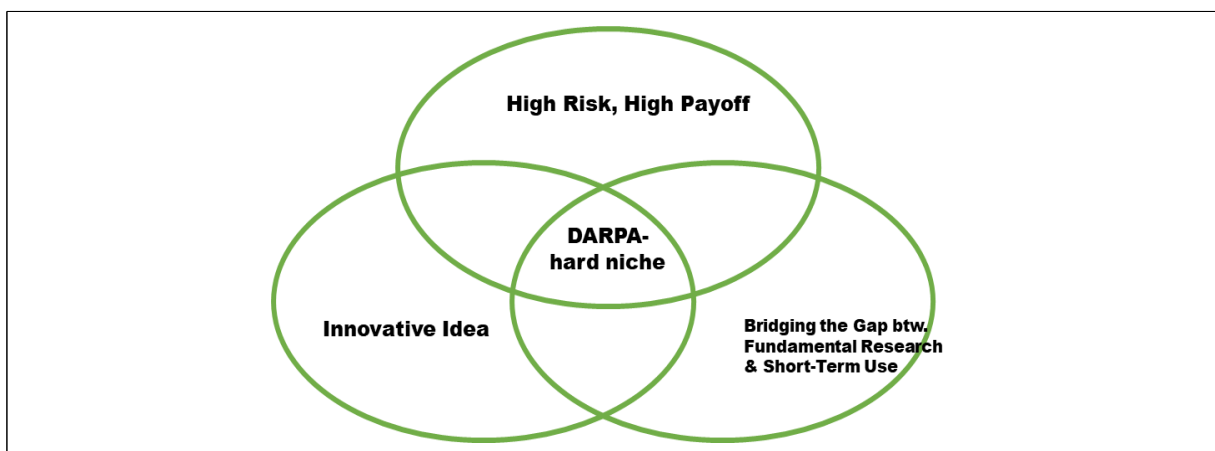 High Risk, High Payoff
DARPA-
hard niche
Innovative Idea
Bridging the Gap btw.
Fundamental Research
& Short-Term Use